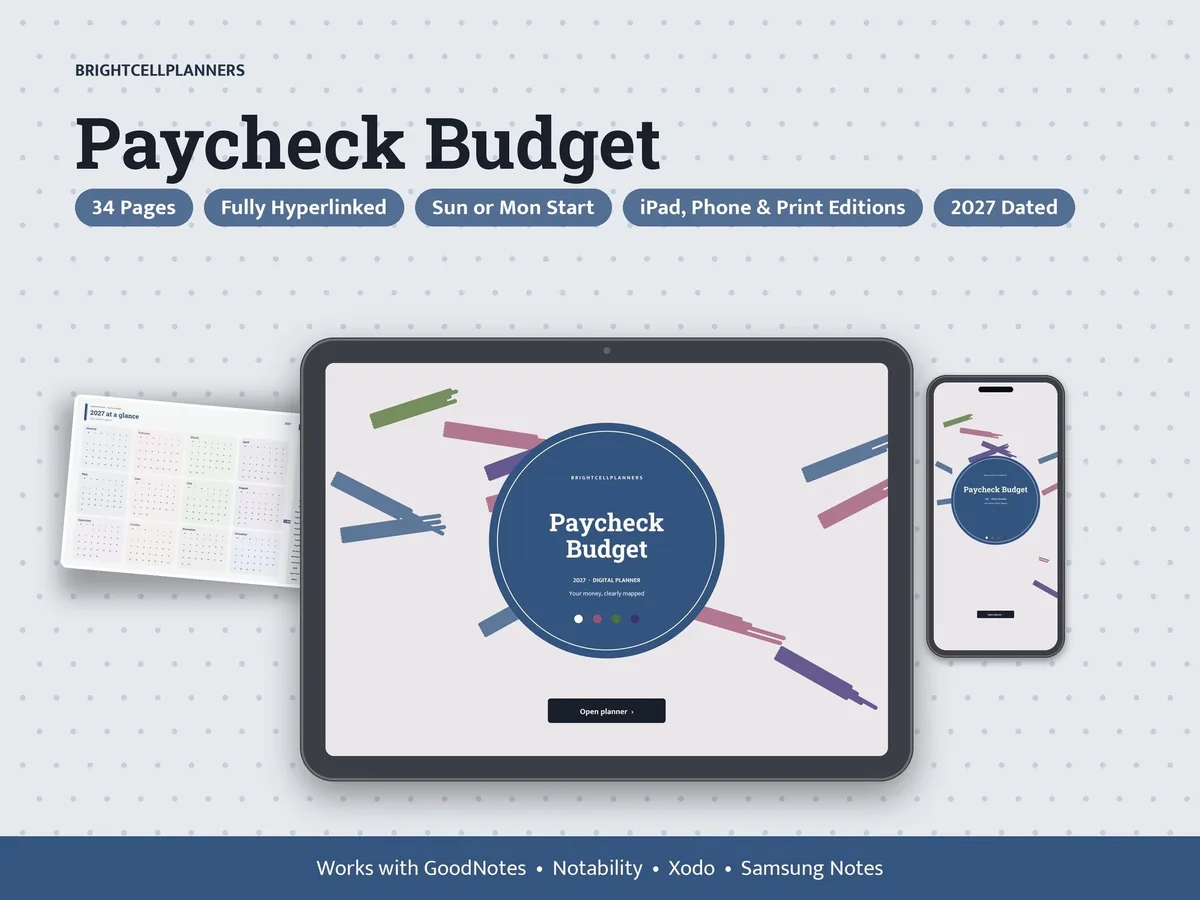 BRIGHTCELLPLANNERS
Paycheck Budget
34 Pages
Fully Hyperlinked
Sun or Mon Start
iPad, Phone & Print Editions
2027 Dated
2027 at a glance
BRIGHTCELLPLANNERS
Paycheck
Budget
2027 · DIGITAL PLANNER
Your money, clearly mapped
Open planner ›
Paycheck Budget
Works with GoodNotes • Notability • Xodo • Samsung Notes